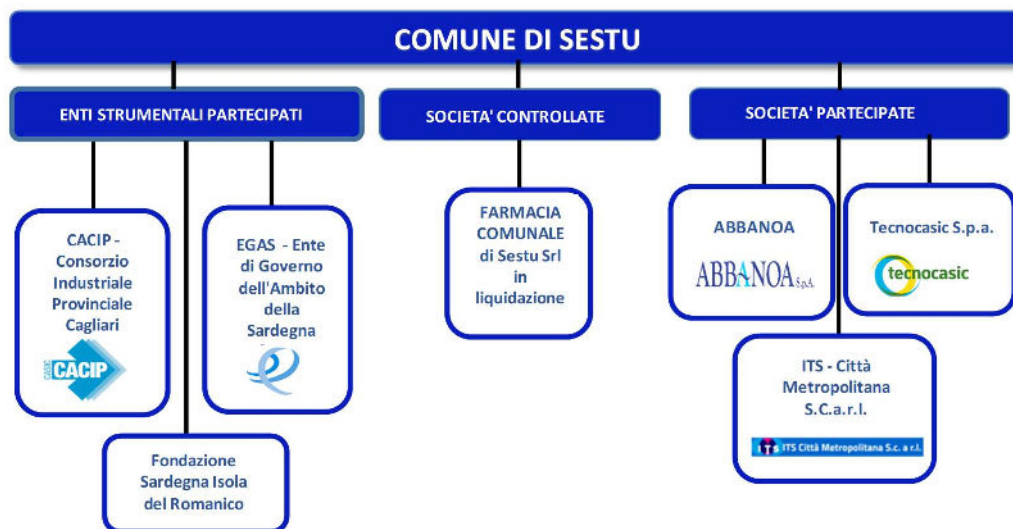 COMUNE DI SESTU
ENTI STRUMENTALI PARTECIPATI
SOCIETA' CONTROLLATE
SOCIETA' PARTECIPATE
CACIP -
Consorzio
Industriale
Provinciale
Cagliari
CASIC
CACIP
EGAS - Ente
di Governo
dell'Ambito
della
Sardegna
Fondazione
Sardegna Isola
del Romanico
FARMACIA
COMUNALE
di Sestu Srl
in
liquidazione
ABBANOA
ABBANOA S.p.A.
Tecnocasic S.p.a.
tecnocasic
ITS - Città
Metropolitana
S.C.a.r.l.
ITS ITS Città Metropolitana S.c. a r.l.